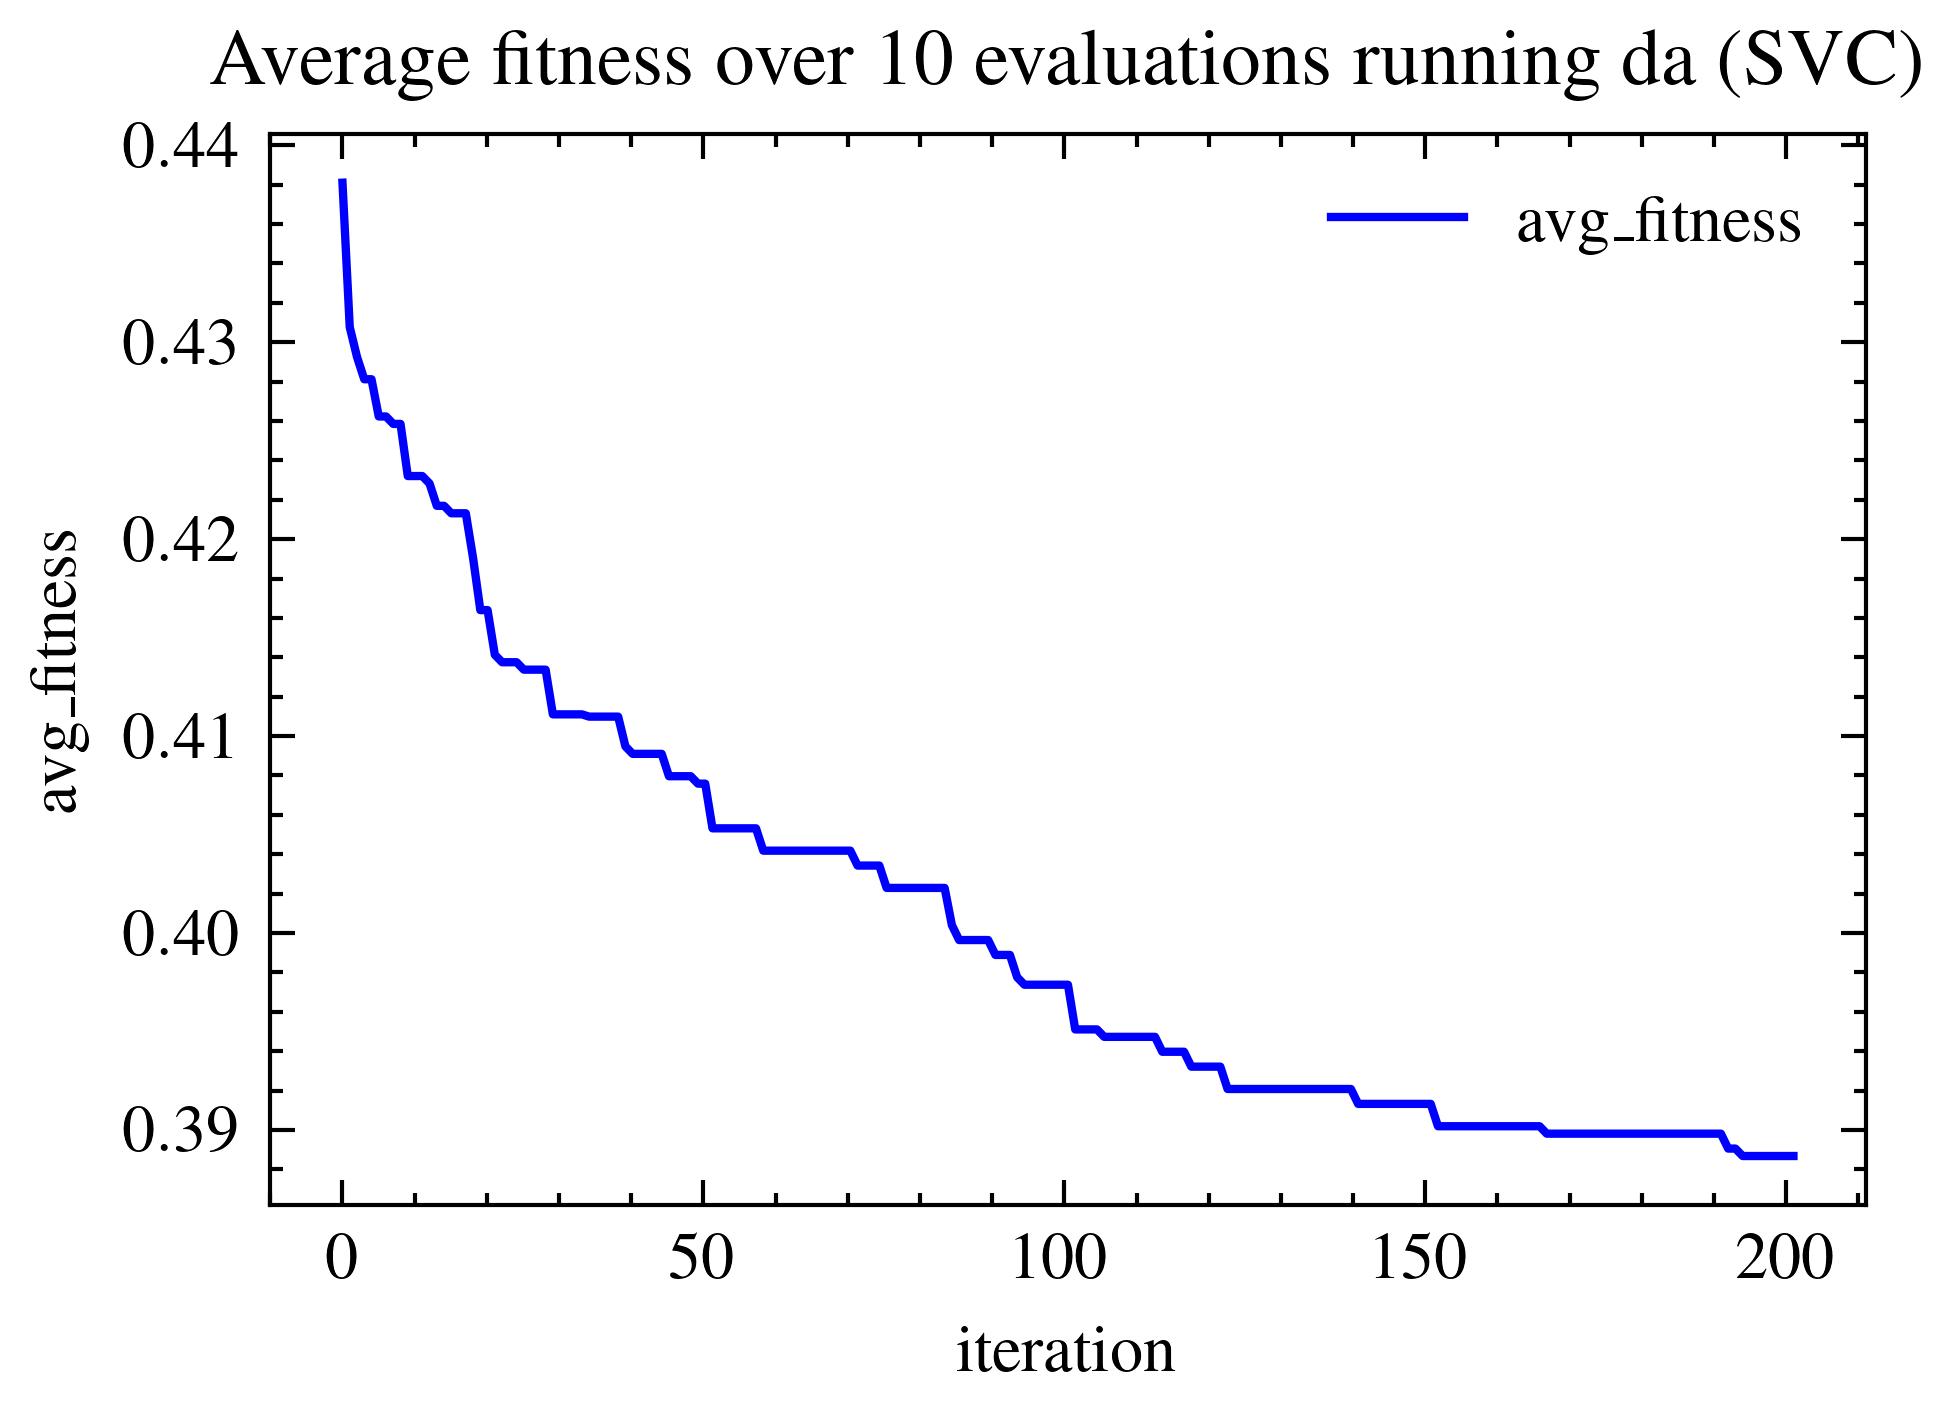 Average fitness over 10 evaluations running da (SVC)
avg_fitness
0.44
0.43
0.42
0.41
0.40
0.39
avg_fitness
0 50 100 150 200
iteration